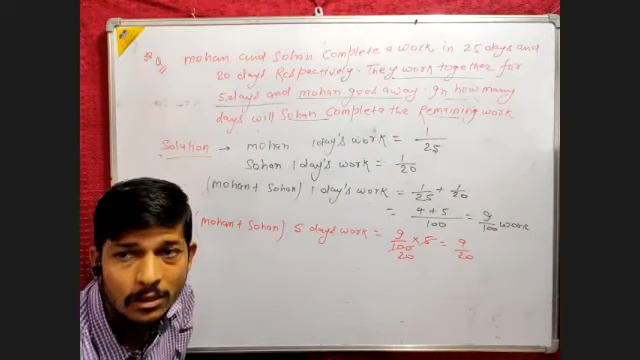 Q. Mohan and Sohan Complete a work in 25 days and
20 days Respectively. They work together for
5 days and mohan goes away. In how many
days will Sohan Complete the Remaining work
Solution → mohan 1 day's work = 1/25
Sohan 1 day's work = 1/20
(Mohan + Sohan) 1 day's work = 1/25 + 1/20
= 4 + 5/100 = 9/100 work
(Mohan + Sohan) 5 days work = 9/100 × 5 = 9/20
20